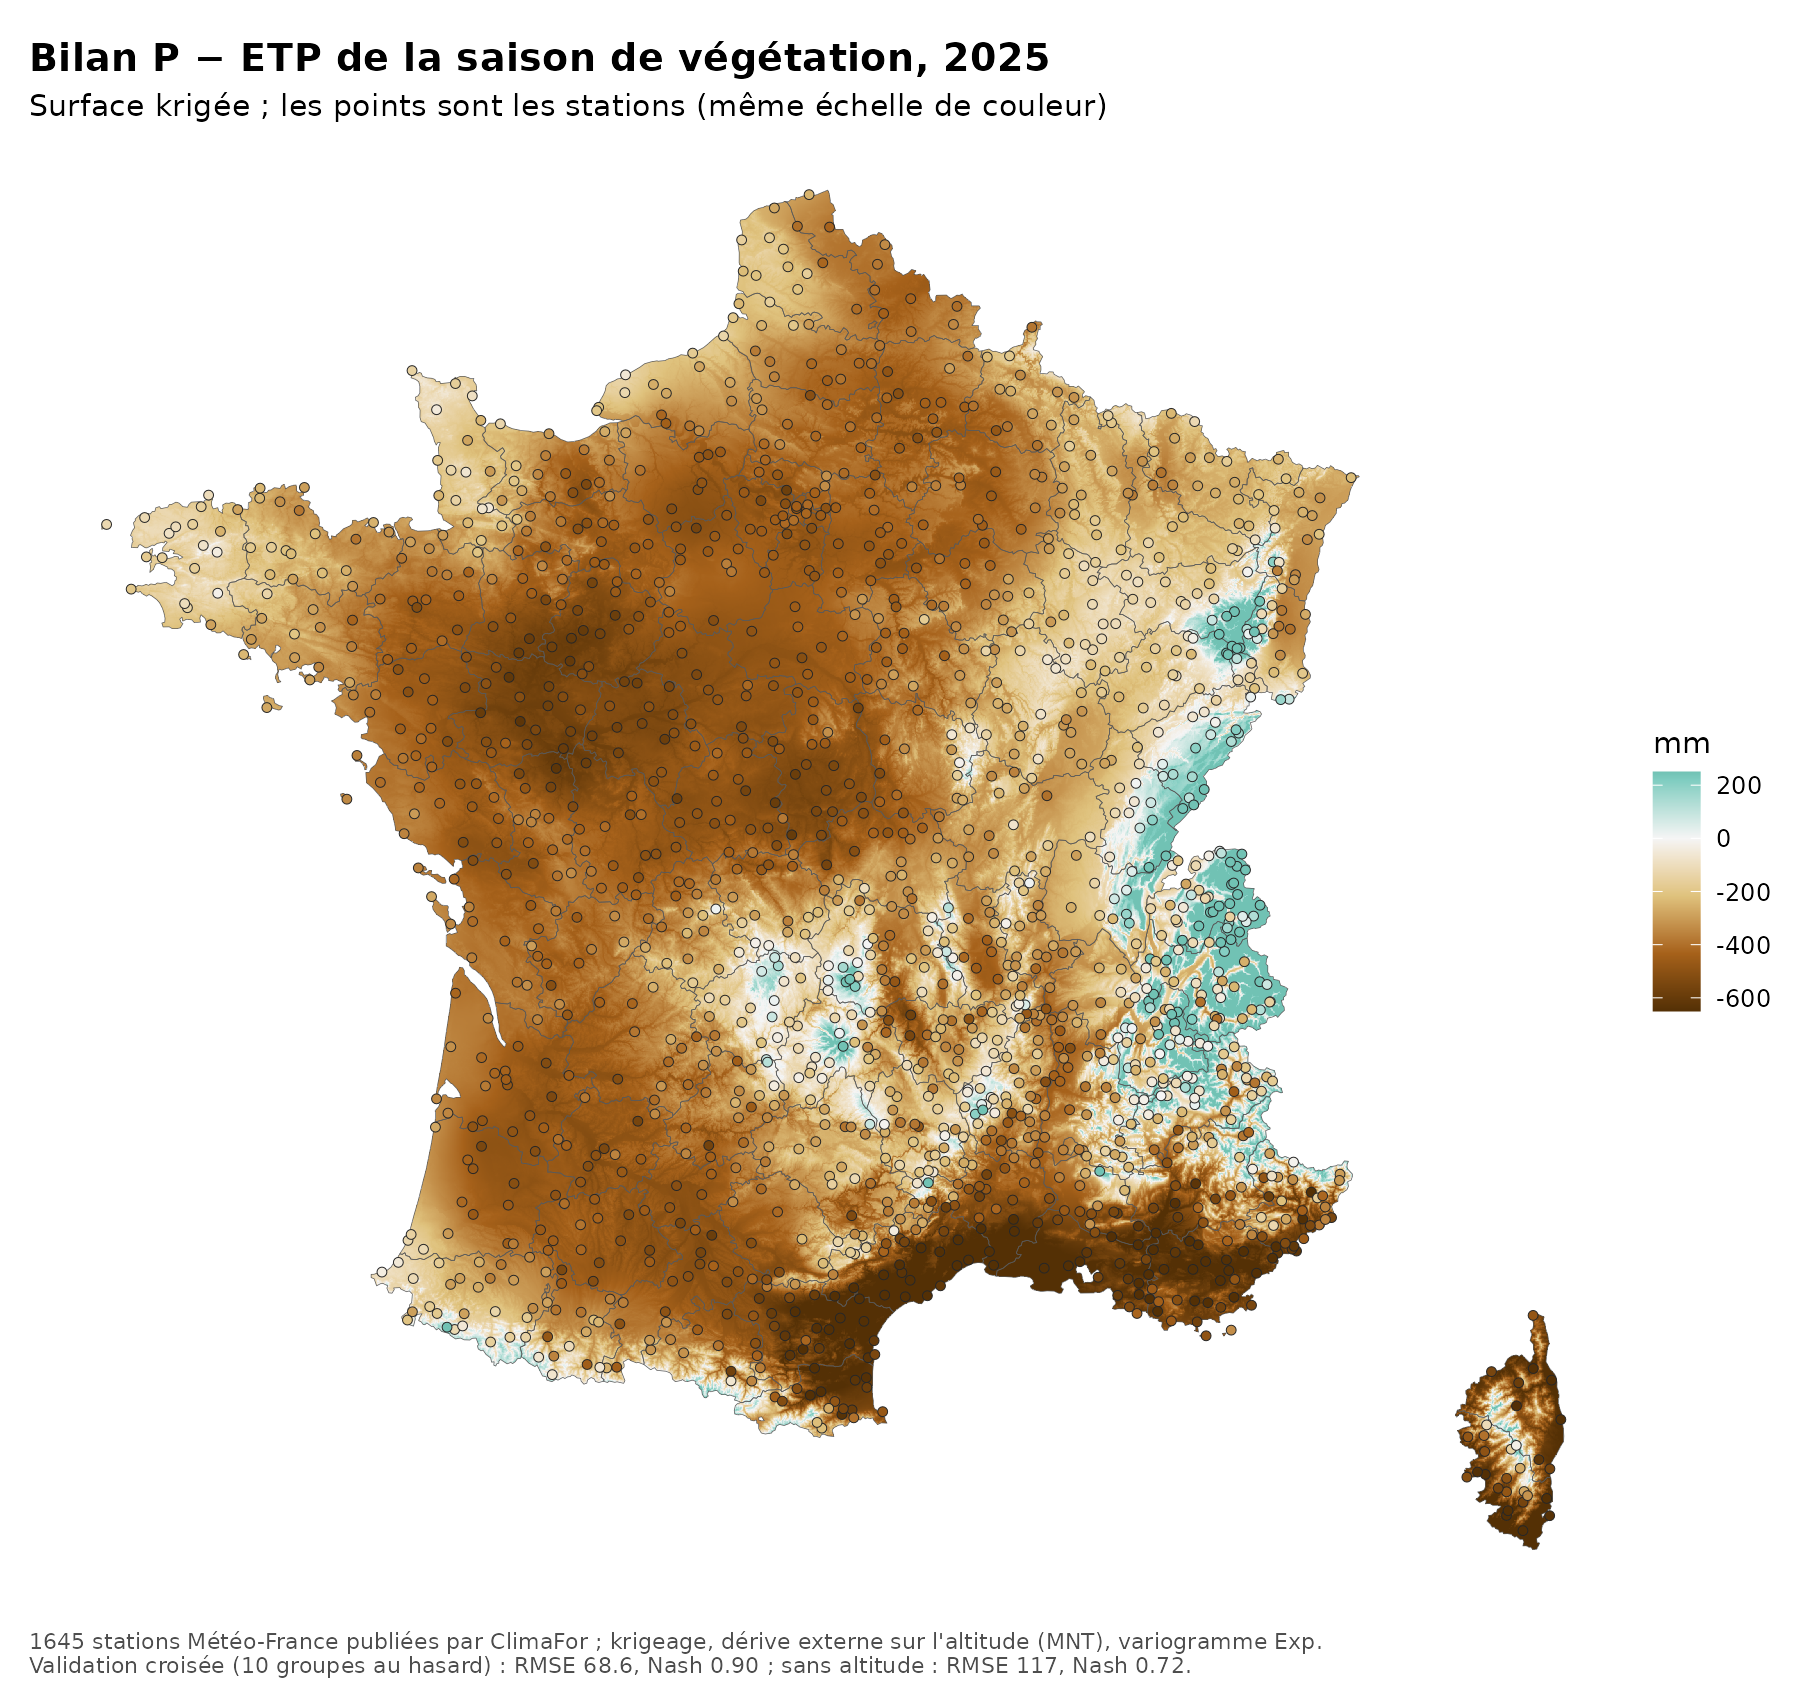 Bilan P − ETP de la saison de végétation, 2025
Surface krigée ; les points sont les stations (même échelle de couleur)
mm
200
0
-200
-400
-600
1645 stations Météo-France publiées par ClimaFor ; krigeage, dérive externe sur l'altitude (MNT), variogramme Exp.
Validation croisée (10 groupes au hasard) : RMSE 68.6, Nash 0.90 ; sans altitude : RMSE 117, Nash 0.72.